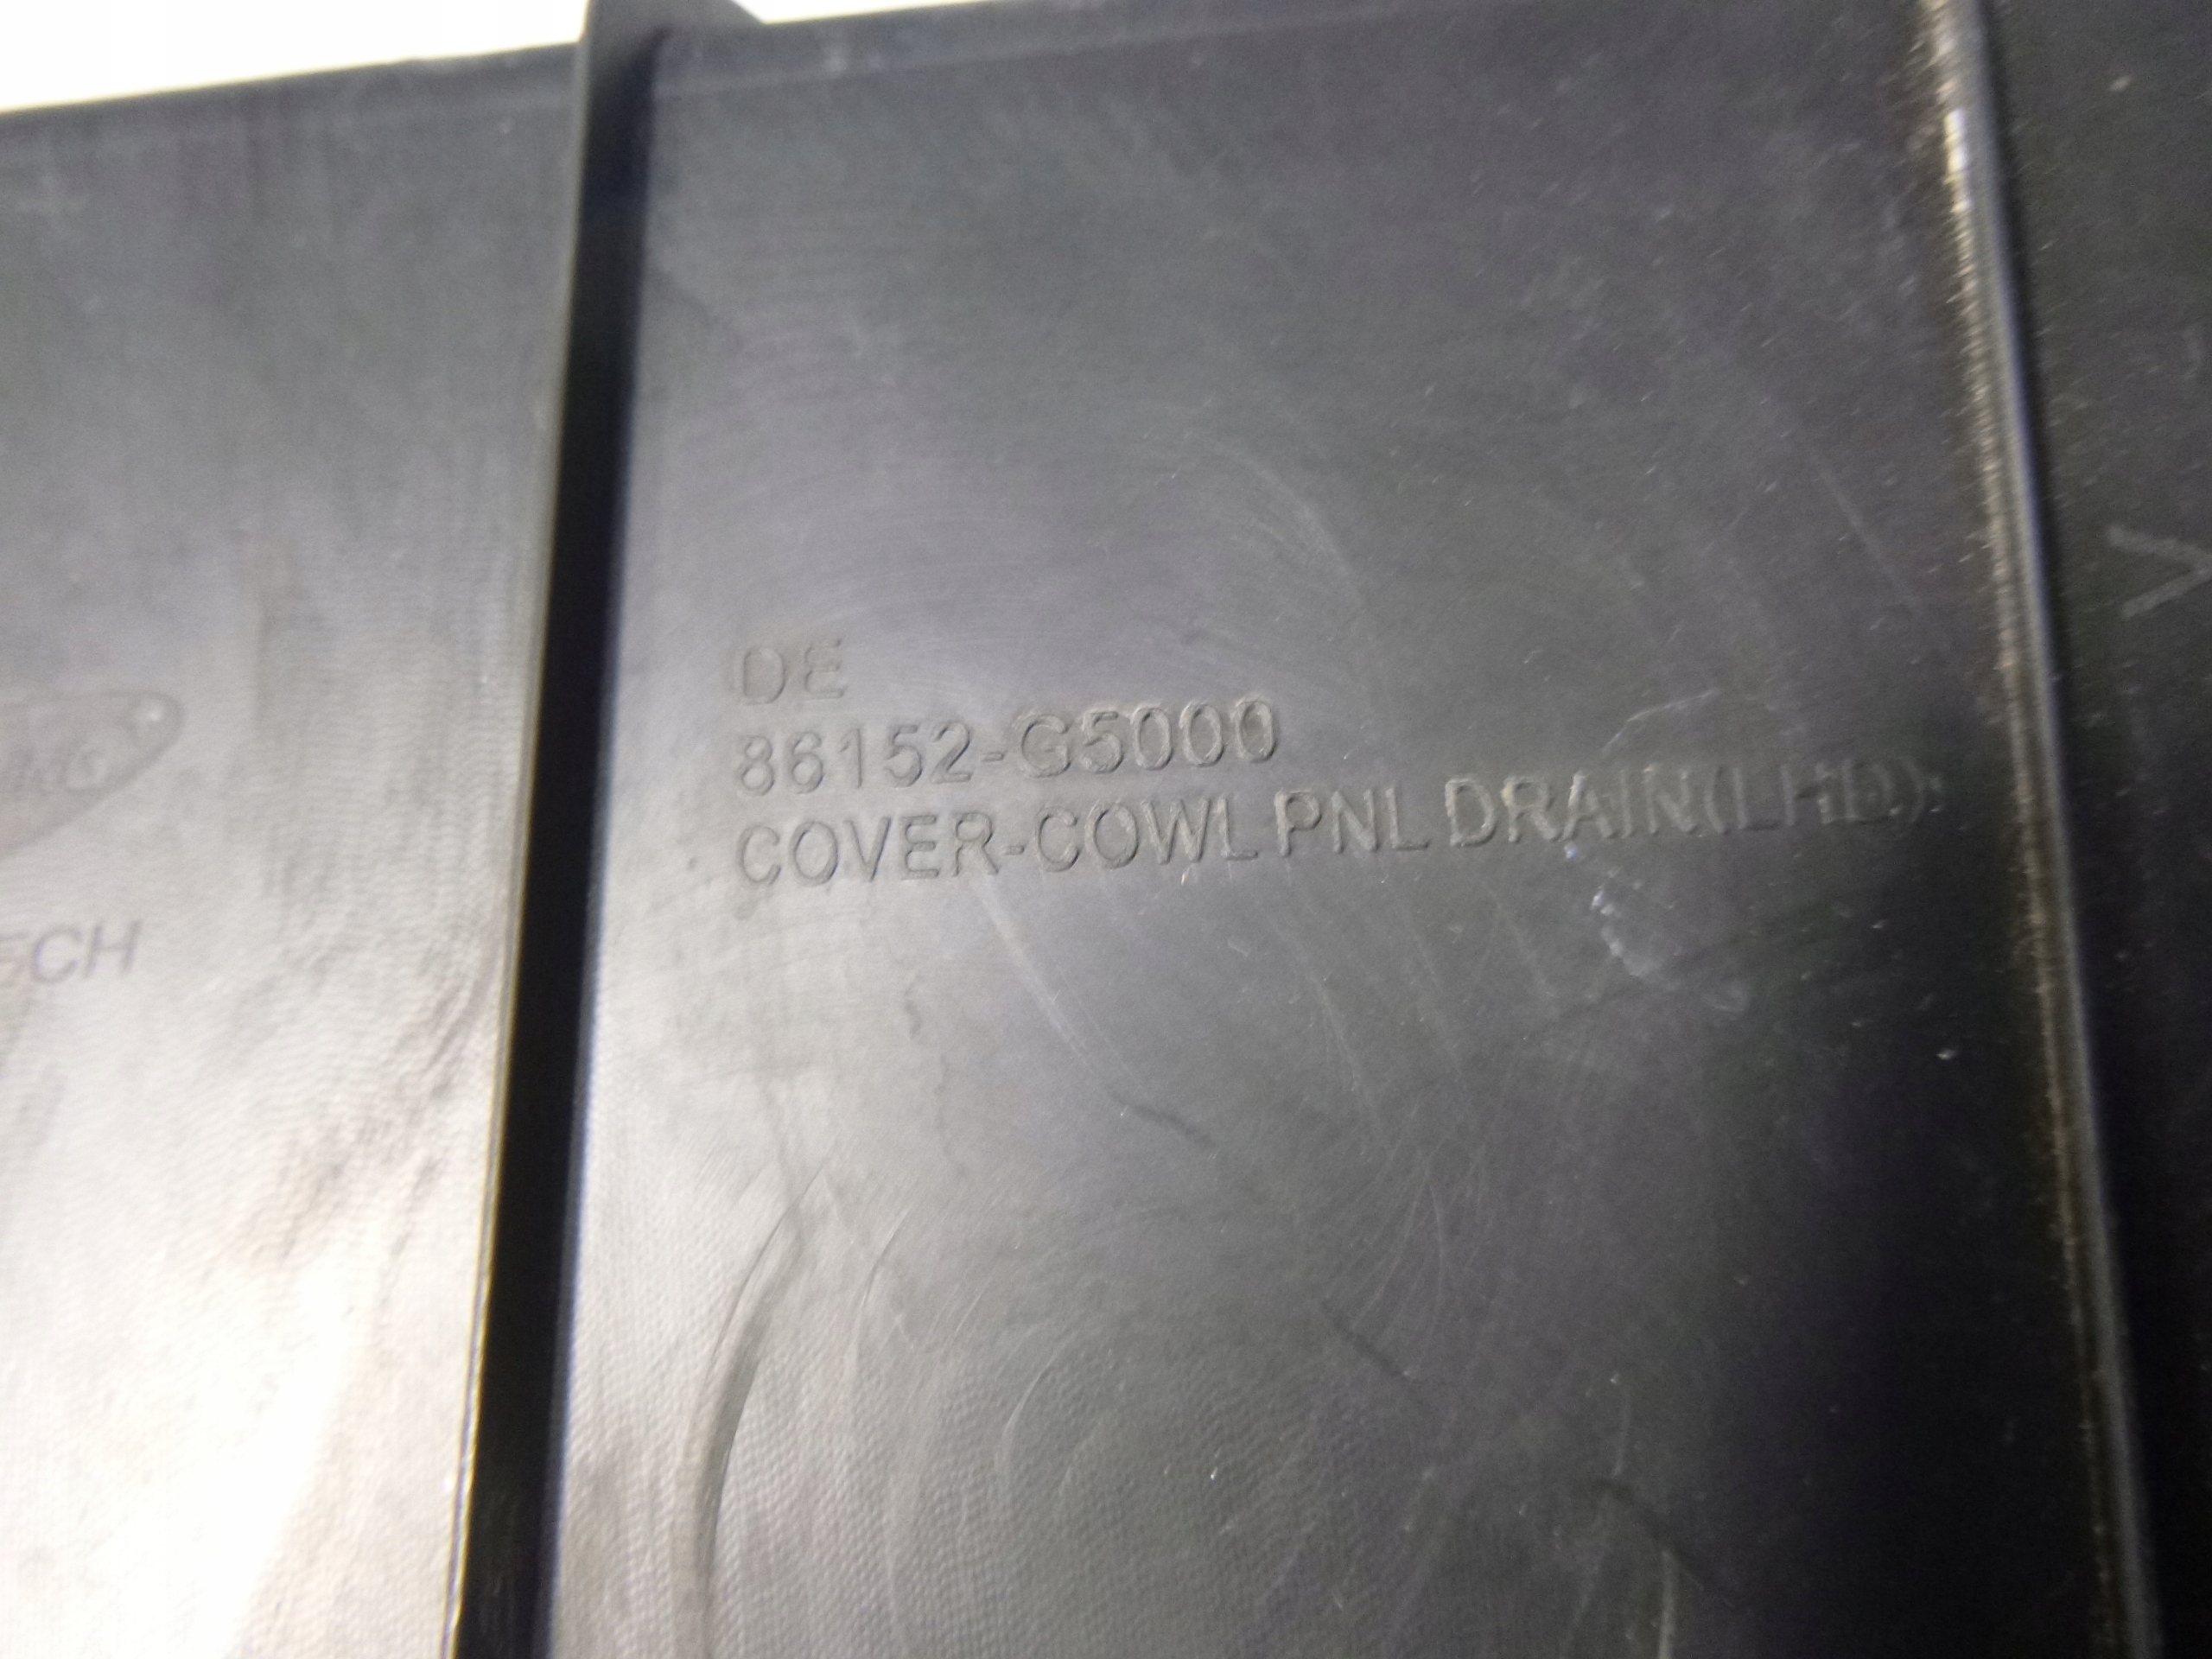 DE
86152-G5000
COVER-COWL PNL DRAIN(LHD)